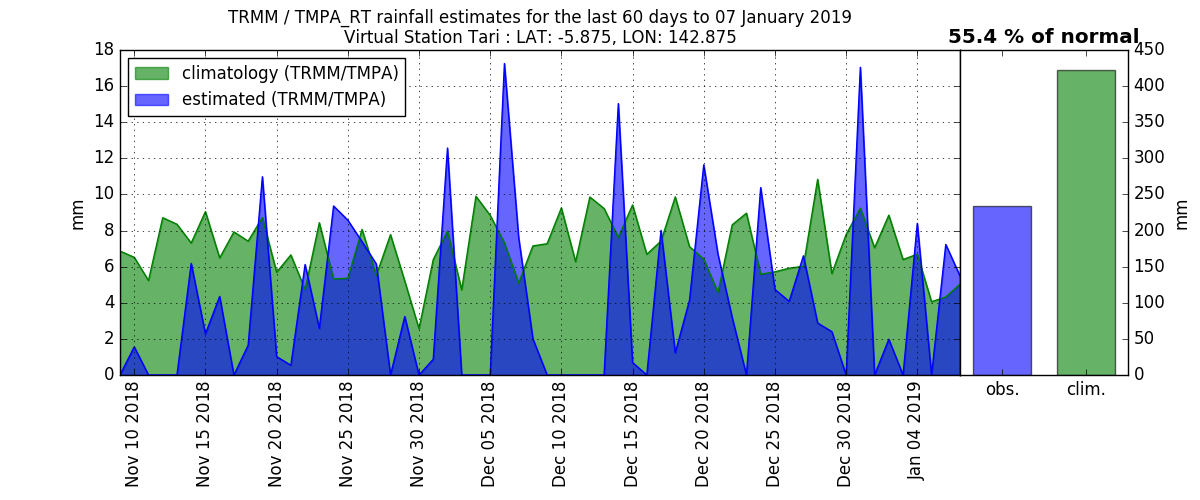 TRMM / TMPA_RT rainfall estimates for the last 60 days to 07 January 2019
Virtual Station Tari : LAT: -5.875, LON: 142.875
55.4 % of normal
climatology (TRMM/TMPA)
estimated (TRMM/TMPA)
mm
18
16
14
12
10
8
6
4
2
0
450
400
350
300
250
200
150
100
50
0
mm
Nov 10 2018
Nov 15 2018
Nov 20 2018
Nov 25 2018
Nov 30 2018
Dec 05 2018
Dec 10 2018
Dec 15 2018
Dec 20 2018
Dec 25 2018
Dec 30 2018
Jan 04 2019
obs.
clim.